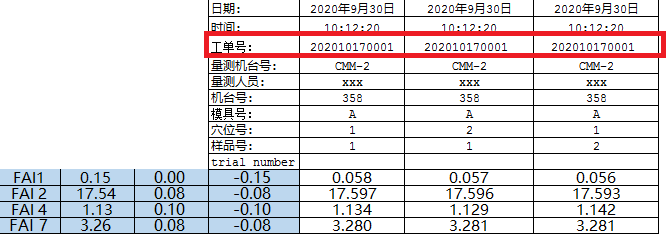 日期: 2020年9月30日 2020年9月30日 2020年9月30日
时间: 10:12:20 10:12:20 10:12:20
工单号: 202010170001 202010170001 202010170001
量测机台号: CMM-2 CMM-2 CMM-2
量测人员: xxx xxx xxx
机台号: 358 358 358
模具号: A A A
穴位号: 1 2 1
样品号: 1 1 2
trial number
FAI1 0.15 0.00 -0.15 0.058 0.057 0.056
FAI 2 17.54 0.08 -0.08 17.597 17.596 17.593
FAI 4 1.13 0.10 -0.10 1.134 1.129 1.142
FAI 7 3.26 0.08 -0.08 3.280 3.281 3.281